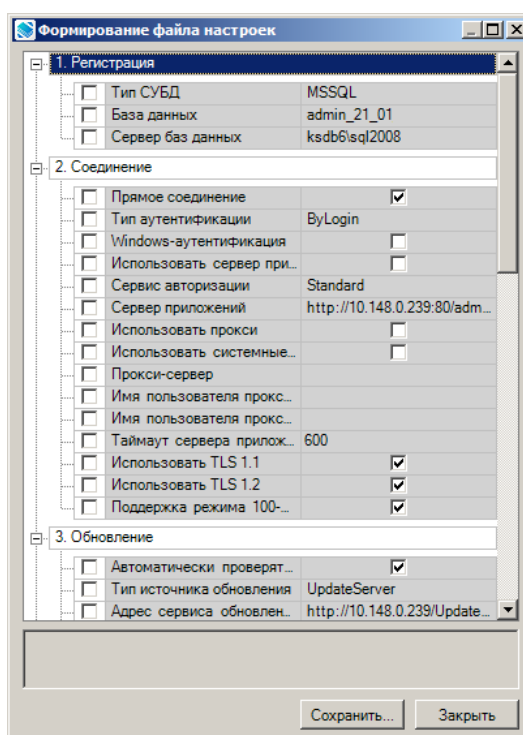 Формирование файла настроек
1. Регистрация
Тип СУБД MSSQL
База данных admin_21_01
Сервер баз данных ksdb6\sql2008
2. Соединение
Прямое соединение
Тип аутентификации ByLogin
Windows-аутентификация
Использовать сервер при...
Сервис авторизации Standard
Сервер приложений http://10.148.0.239:80/adm...
Использовать прокси
Использовать системные...
Прокси-сервер
Имя пользователя прокс...
Имя пользователя прокс...
Таймаут сервера прилож... 600
Использовать TLS 1.1
Использовать TLS 1.2
Поддержка режима 100-...
3. Обновление
Автоматически проверят...
Тип источника обновления UpdateServer
Адрес сервиса обновлен... http://10.148.0.239/Update...
Сохранить... Закрыть